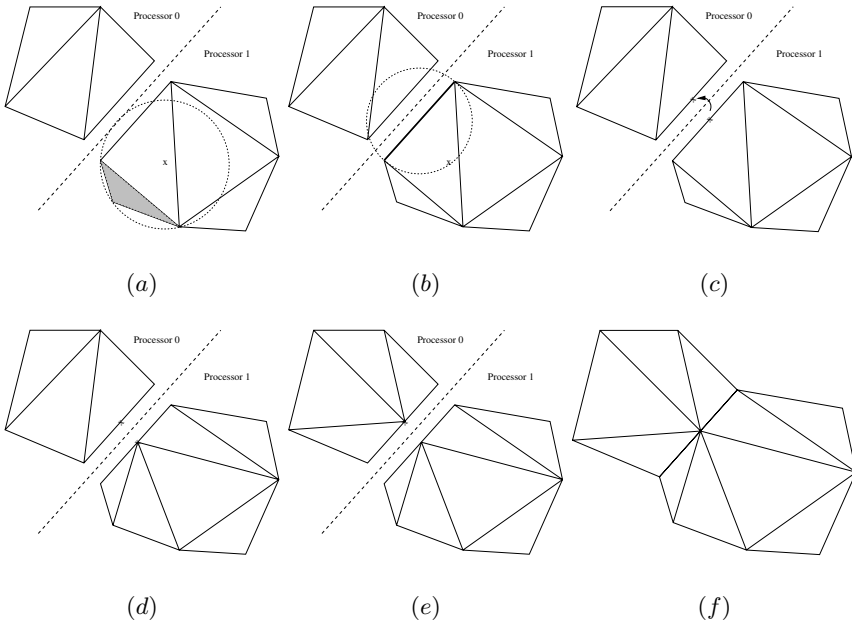 Processor 0
Processor 1
x
(a)
Processor 0
Processor 1
x
(b)
Processor 0
Processor 1
(c)
Processor 0
Processor 1
(d)
Processor 0
Processor 1
(e)
(f)